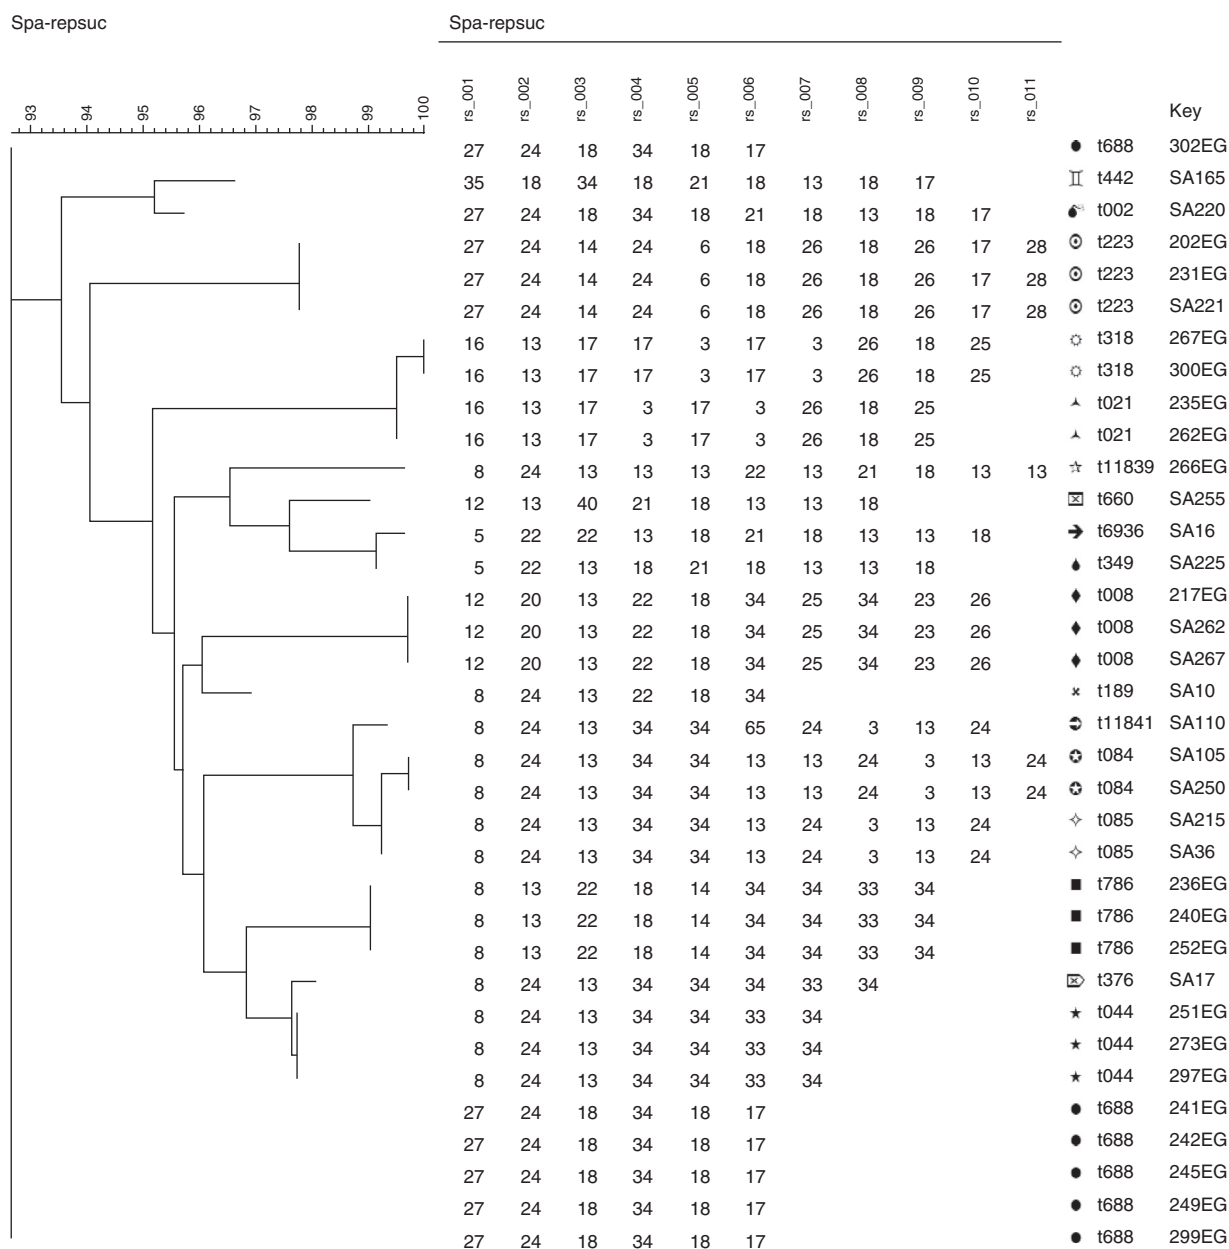 Spa-repsuc Spa-repsuc
93 94 95 96 97 98 99 100 rs_001 rs_002 rs_003 rs_004 rs_005 rs_006 rs_007 rs_008 rs_009 rs_010 rs_011 Key
27 24 18 34 18 17 t688 302EG
35 18 34 18 21 18 13 18 17 t442 SA165
27 24 18 34 18 21 18 13 18 17 t002 SA220
27 24 14 24 6 18 26 18 26 17 28 t223 202EG
27 24 14 24 6 18 26 18 26 17 28 t223 231EG
27 24 14 24 6 18 26 18 26 17 28 t223 SA221
16 13 17 17 3 17 3 26 18 25 t318 267EG
16 13 17 17 3 17 3 26 18 25 t318 300EG
16 13 17 3 17 3 26 18 25 t021 235EG
16 13 17 3 17 3 26 18 25 t021 262EG
8 24 13 13 13 22 13 21 18 13 13 t11839 266EG
12 13 40 21 18 13 13 18 t660 SA255
5 22 22 13 18 21 18 13 13 18 t6936 SA16
5 22 13 18 21 18 13 13 18 t349 SA225
12 20 13 22 18 34 25 34 23 26 t008 217EG
12 20 13 22 18 34 25 34 23 26 t008 SA262
12 20 13 22 18 34 25 34 23 26 t008 SA267
8 24 13 22 18 34 t189 SA10
8 24 13 34 34 65 24 3 13 24 t11841 SA110
8 24 13 34 34 13 13 24 3 13 24 t084 SA105
8 24 13 34 34 13 13 24 3 13 24 t084 SA250
8 24 13 34 34 13 24 3 13 24 t085 SA215
8 24 13 34 34 13 24 3 13 24 t085 SA36
8 13 22 18 14 34 34 33 34 t786 236EG
8 13 22 18 14 34 34 33 34 t786 240EG
8 13 22 18 14 34 34 33 34 t786 252EG
8 24 13 34 34 34 33 34 t376 SA17
8 24 13 34 34 33 34 t044 251EG
8 24 13 34 34 33 34 t044 273EG
8 24 13 34 34 33 34 t044 297EG
27 24 18 34 18 17 t688 241EG
27 24 18 34 18 17 t688 242EG
27 24 18 34 18 17 t688 245EG
27 24 18 34 18 17 t688 249EG
27 24 18 34 18 17 t688 299EG